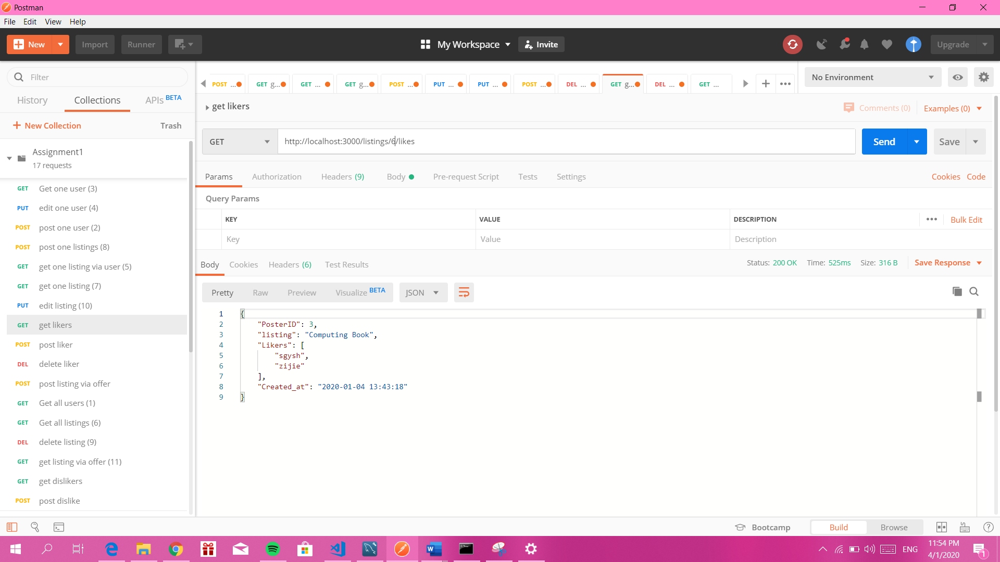 Postman
File Edit View Help
New Import Runner My Workspace Invite Upgrade
Filter
History Collections APIs BETA
New Collection Trash
Assignment1
17 requests
GET Get one user (3)
PUT edit one user (4)
POST post one user (2)
POST post one listings (8)
GET get one listing via user (5)
GET get one listing (7)
PUT edit listing (10)
GET get likers
POST post liker
DEL delete liker
POST post listing via offer
GET Get all users (1)
GET Get all listings (6)
DEL delete listing (9)
GET get listing via offer (11)
GET get dislikers
POST post dislike
POST ... GET g... GET ... GET g... POST ... PUT ... PUT ... POST ... DEL ... GET g... DEL ... GET ...
No Environment
get likers
Comments (0) Examples (0)
GET http://localhost:3000/listings/6/likes Send Save
Params Authorization Headers (9) Body Pre-request Script Tests Settings Cookies Code
Query Params
KEY VALUE DESCRIPTION Bulk Edit
Key Value Description
Body Cookies Headers (6) Test Results Status: 200 OK Time: 525ms Size: 316 B Save Response
Pretty Raw Preview Visualize BETA JSON
1 {
2 "PosterID": 3,
3 "listing": "Computing Book",
4 "Likers": [
5 "sgysh",
6 "zijie"
7 ],
8 "Created_at": "2020-01-04 13:43:18"
9 }
Bootcamp Build Browse
ENG
11:54 PM
4/1/2020
1